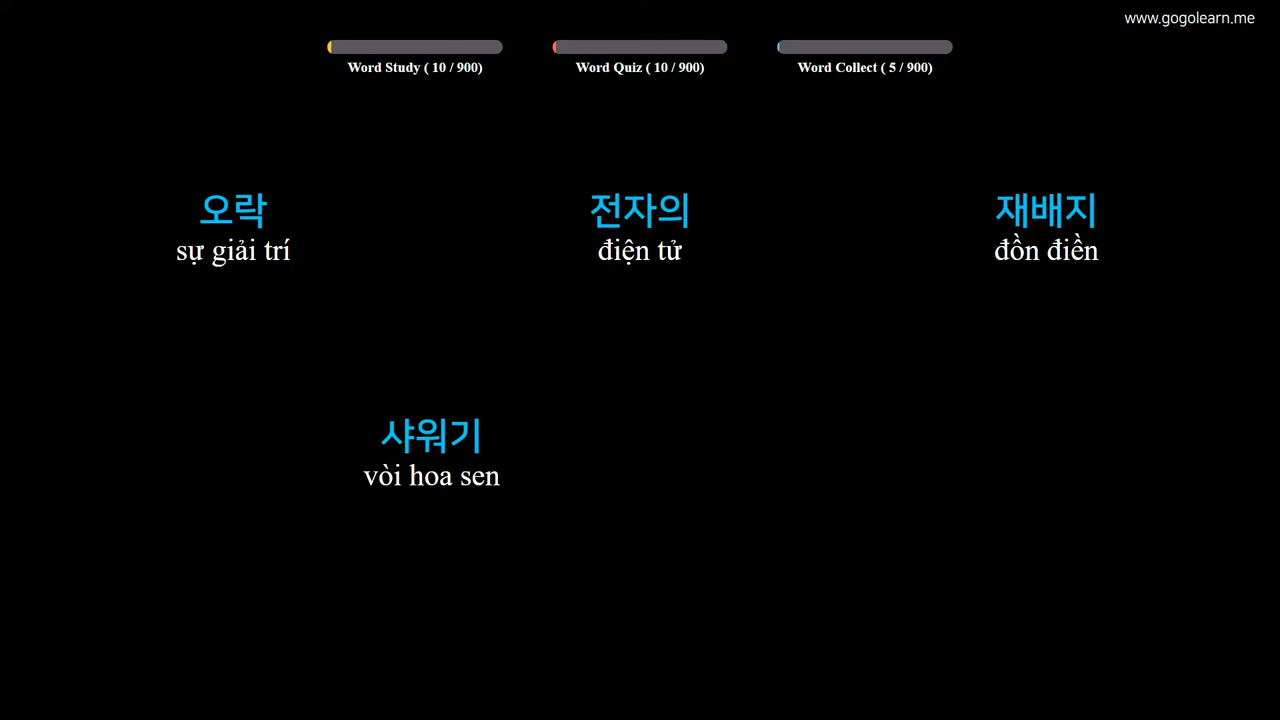 www.gogolearn.me
Word Study ( 10 / 900)
Word Quiz ( 10 / 900)
Word Collect ( 5 / 900)
오락
sự giải trí
전자의
điện tử
재배지
đồn điền
샤워기
vòi hoa sen